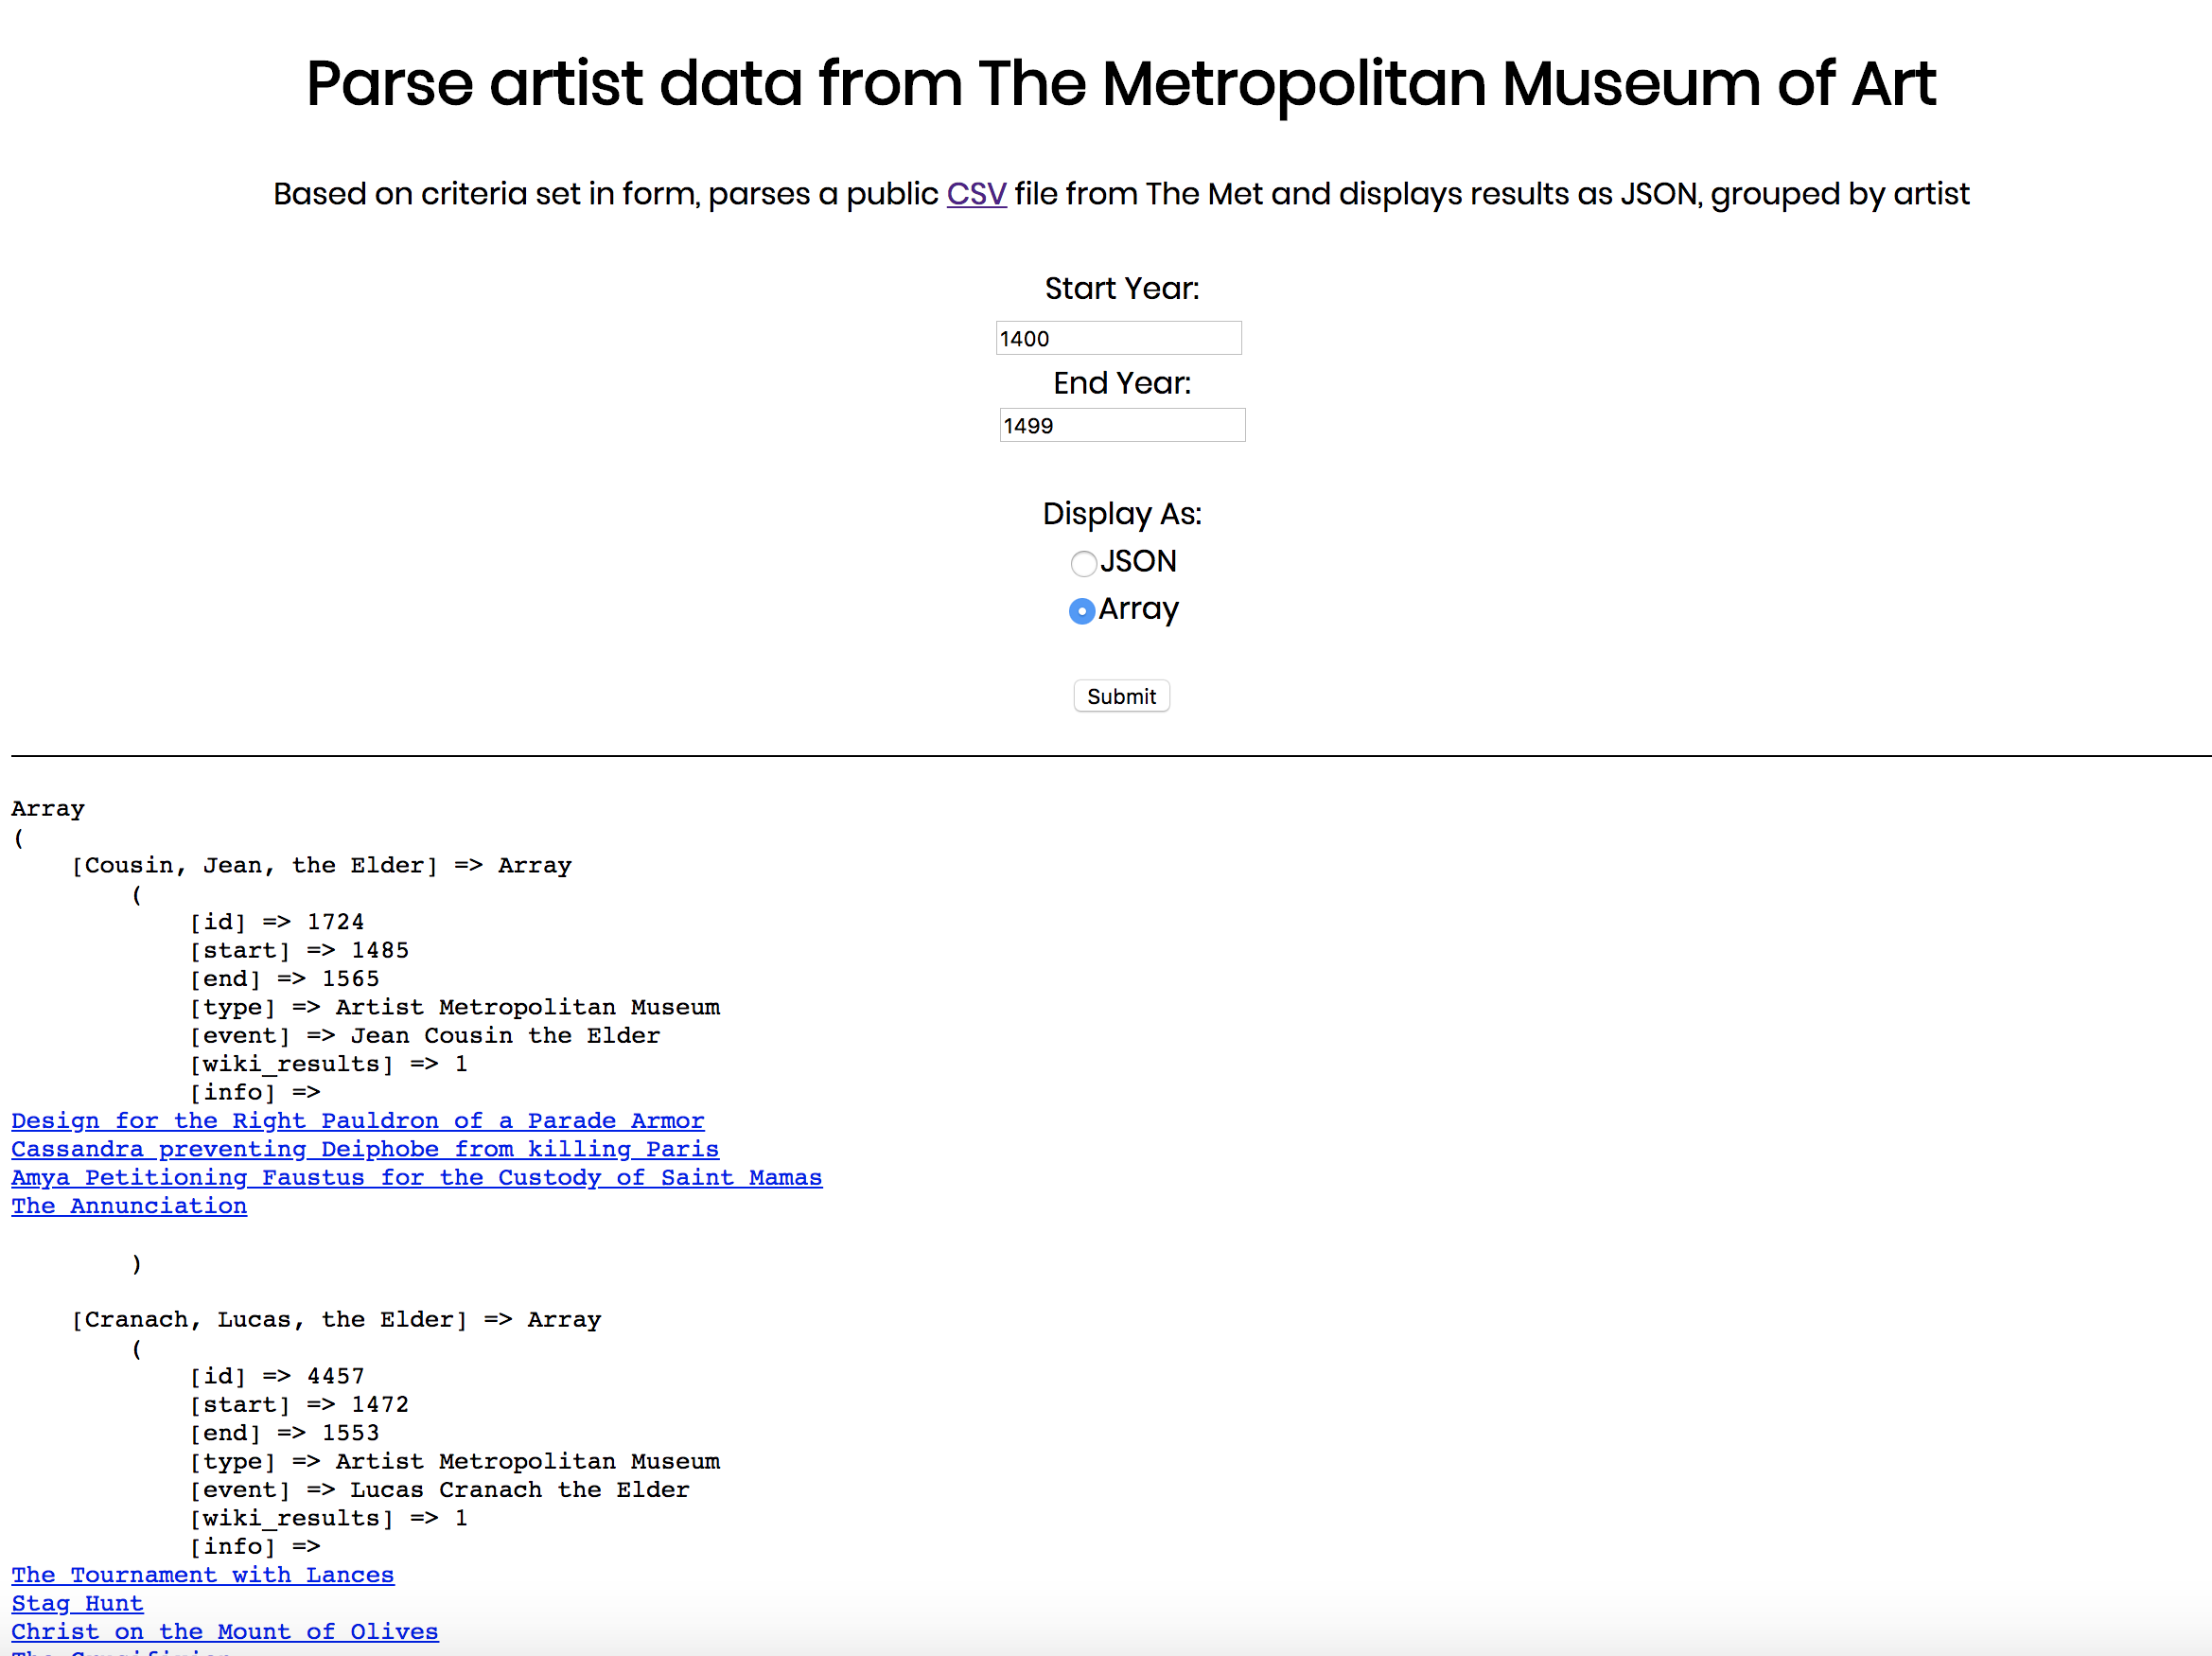 Parse artist data from The Metropolitan Museum of Art
Based on criteria set in form, parses a public CSV file from The Met and displays results as JSON, grouped by artist
Start Year:
1400
End Year:
1499
Display As:
JSON
Array
Submit
Array
(
[Cousin, Jean, the Elder] => Array
(
[id] => 1724
[start] => 1485
[end] => 1565
[type] => Artist Metropolitan Museum
[event] => Jean Cousin the Elder
[wiki_results] => 1
[info] =>
Design for the Right Pauldron of a Parade Armor
Cassandra preventing Deiphobe from killing Paris
Amya Petitioning Faustus for the Custody of Saint Mamas
The Annunciation
)
[Cranach, Lucas, the Elder] => Array
(
[id] => 4457
[start] => 1472
[end] => 1553
[type] => Artist Metropolitan Museum
[event] => Lucas Cranach the Elder
[wiki_results] => 1
[info] =>
The Tournament with Lances
Stag Hunt
Christ on the Mount of Olives